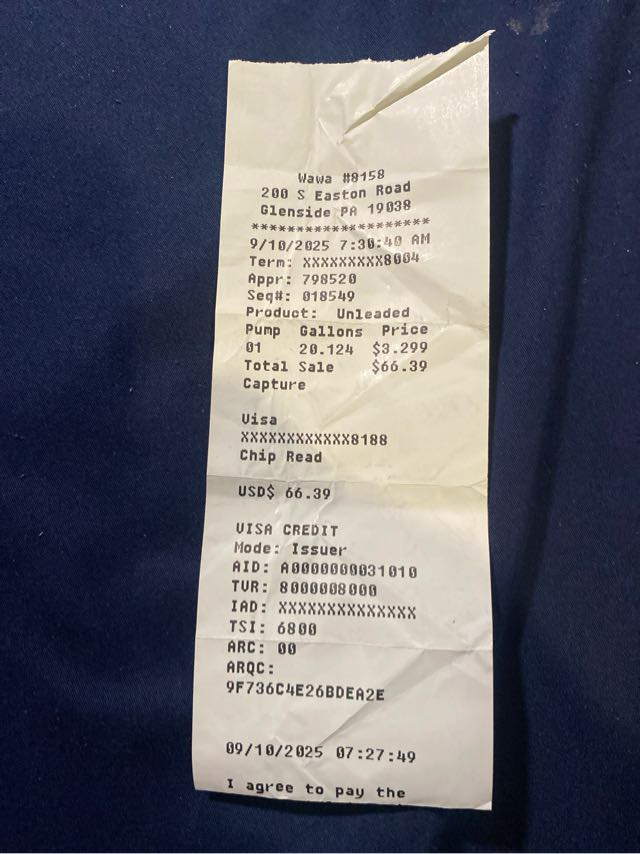 Wawa #8158
200 S Easton Road
Glenside PA 19038
*******************
9/10/2025 7:30:40 AM
Term: XXXXXXXXX8004
Appr: 798520
Seq#: 018549
Product: Unleaded
Pump Gallons Price
01 20.124 $3.299
Total Sale $66.39
Capture
Visa
XXXXXXXXXXXX8188
Chip Read
USD$ 66.39
VISA CREDIT
Mode: Issuer
AID: A0000000031010
TVR: 8000008000
IAD: XXXXXXXXXXXXXX
TSI: 6800
ARC: 00
ARQC:
9F736C4E26BDEA2E
09/10/2025 07:27:49
I agree to pay the